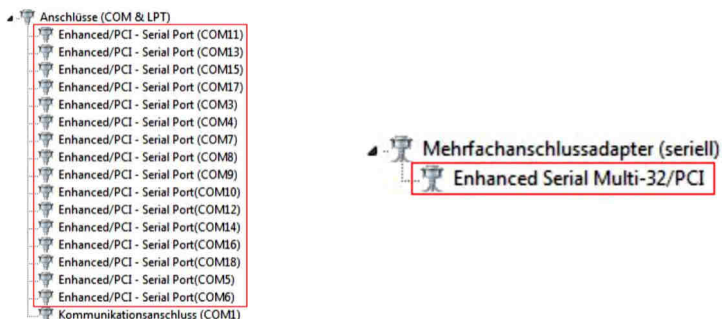 Anschlüsse (COM & LPT)
Enhanced/PCI - Serial Port (COM11)
Enhanced/PCI - Serial Port (COM13)
Enhanced/PCI - Serial Port (COM15)
Enhanced/PCI - Serial Port (COM17)
Enhanced/PCI - Serial Port (COM3)
Enhanced/PCI - Serial Port (COM4)
Enhanced/PCI - Serial Port (COM7)
Enhanced/PCI - Serial Port (COM8)
Enhanced/PCI - Serial Port (COM9)
Enhanced/PCI - Serial Port(COM10)
Enhanced/PCI - Serial Port(COM12)
Enhanced/PCI - Serial Port(COM14)
Enhanced/PCI - Serial Port(COM16)
Enhanced/PCI - Serial Port(COM18)
Enhanced/PCI - Serial Port(COM5)
Enhanced/PCI - Serial Port(COM6)
Kommunikationsanschluss (COM1)
Mehrfachanschlussadapter (seriell)
Enhanced Serial Multi-32/PCI